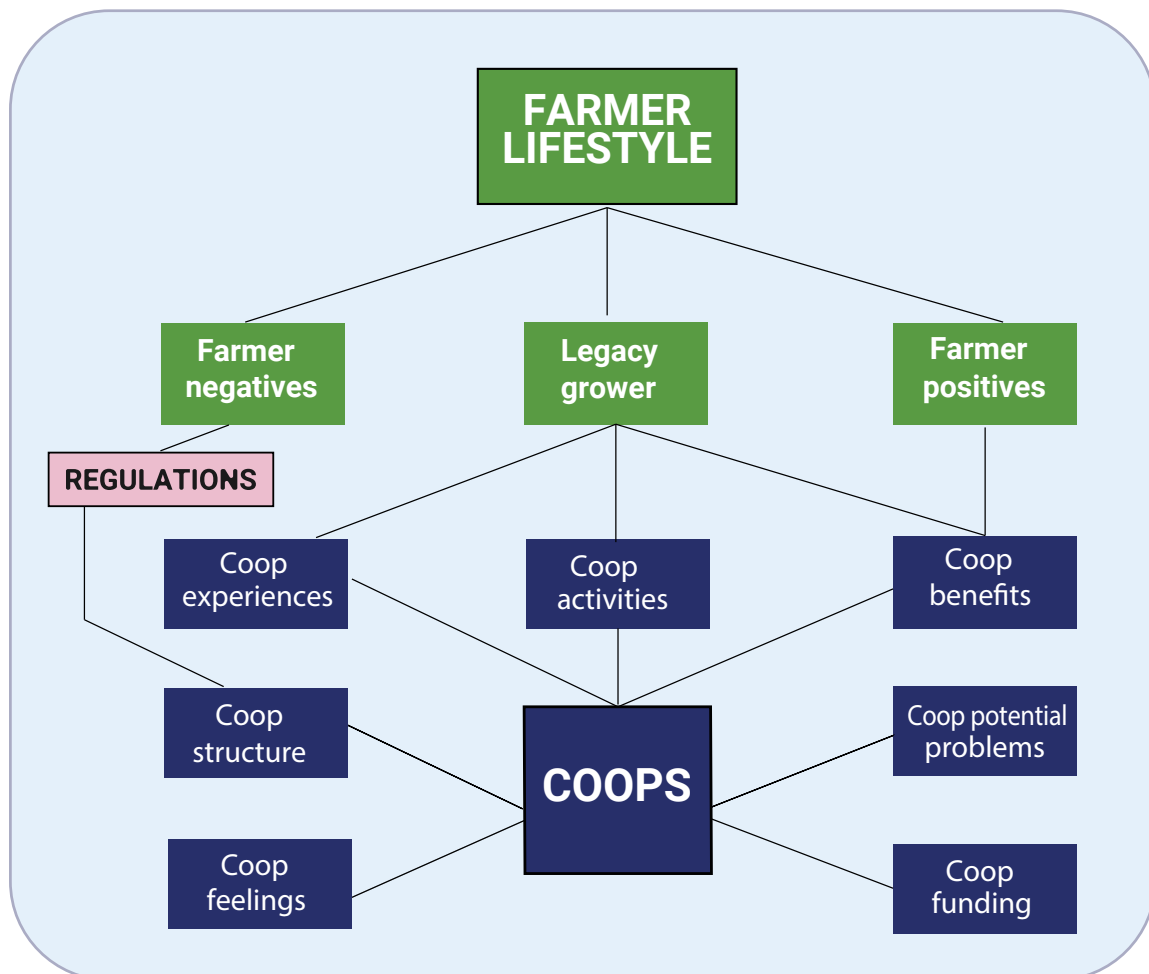 FARMER
LIFESTYLE
Farmer
negatives
Legacy
grower
Farmer
positives
REGULATIONS
Coop
experiences
Coop
activities
Coop
benefits
Coop
structure
COOPS
Coop potential
problems
Coop
feelings
Coop
funding